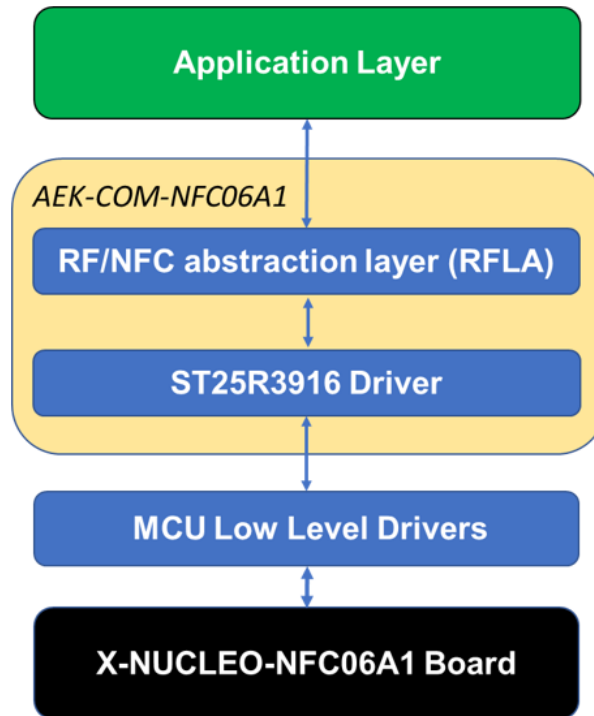 Application Layer
AEK-COM-NFC06A1
RF/NFC abstraction layer (RFLA)
ST25R3916 Driver
MCU Low Level Drivers
X-NUCLEO-NFC06A1 Board